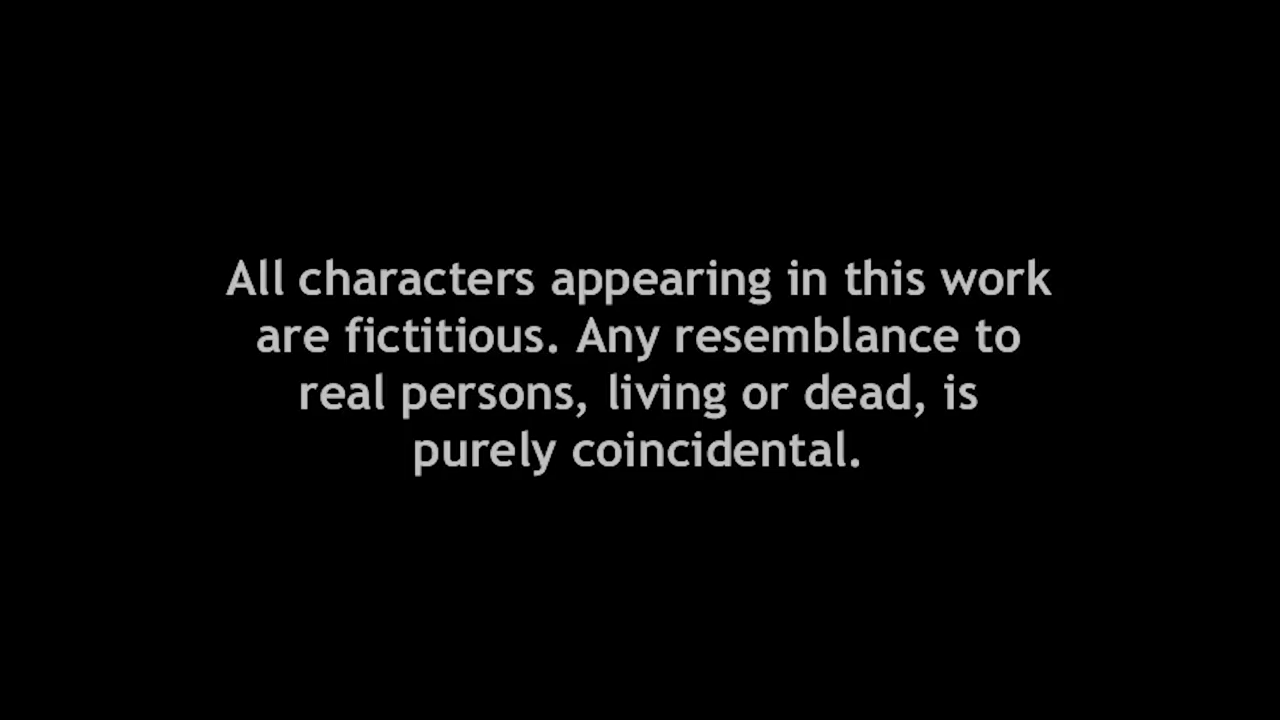 All characters appearing in this work
are fictitious. Any resemblance to
real persons, living or dead, is
purely coincidental.